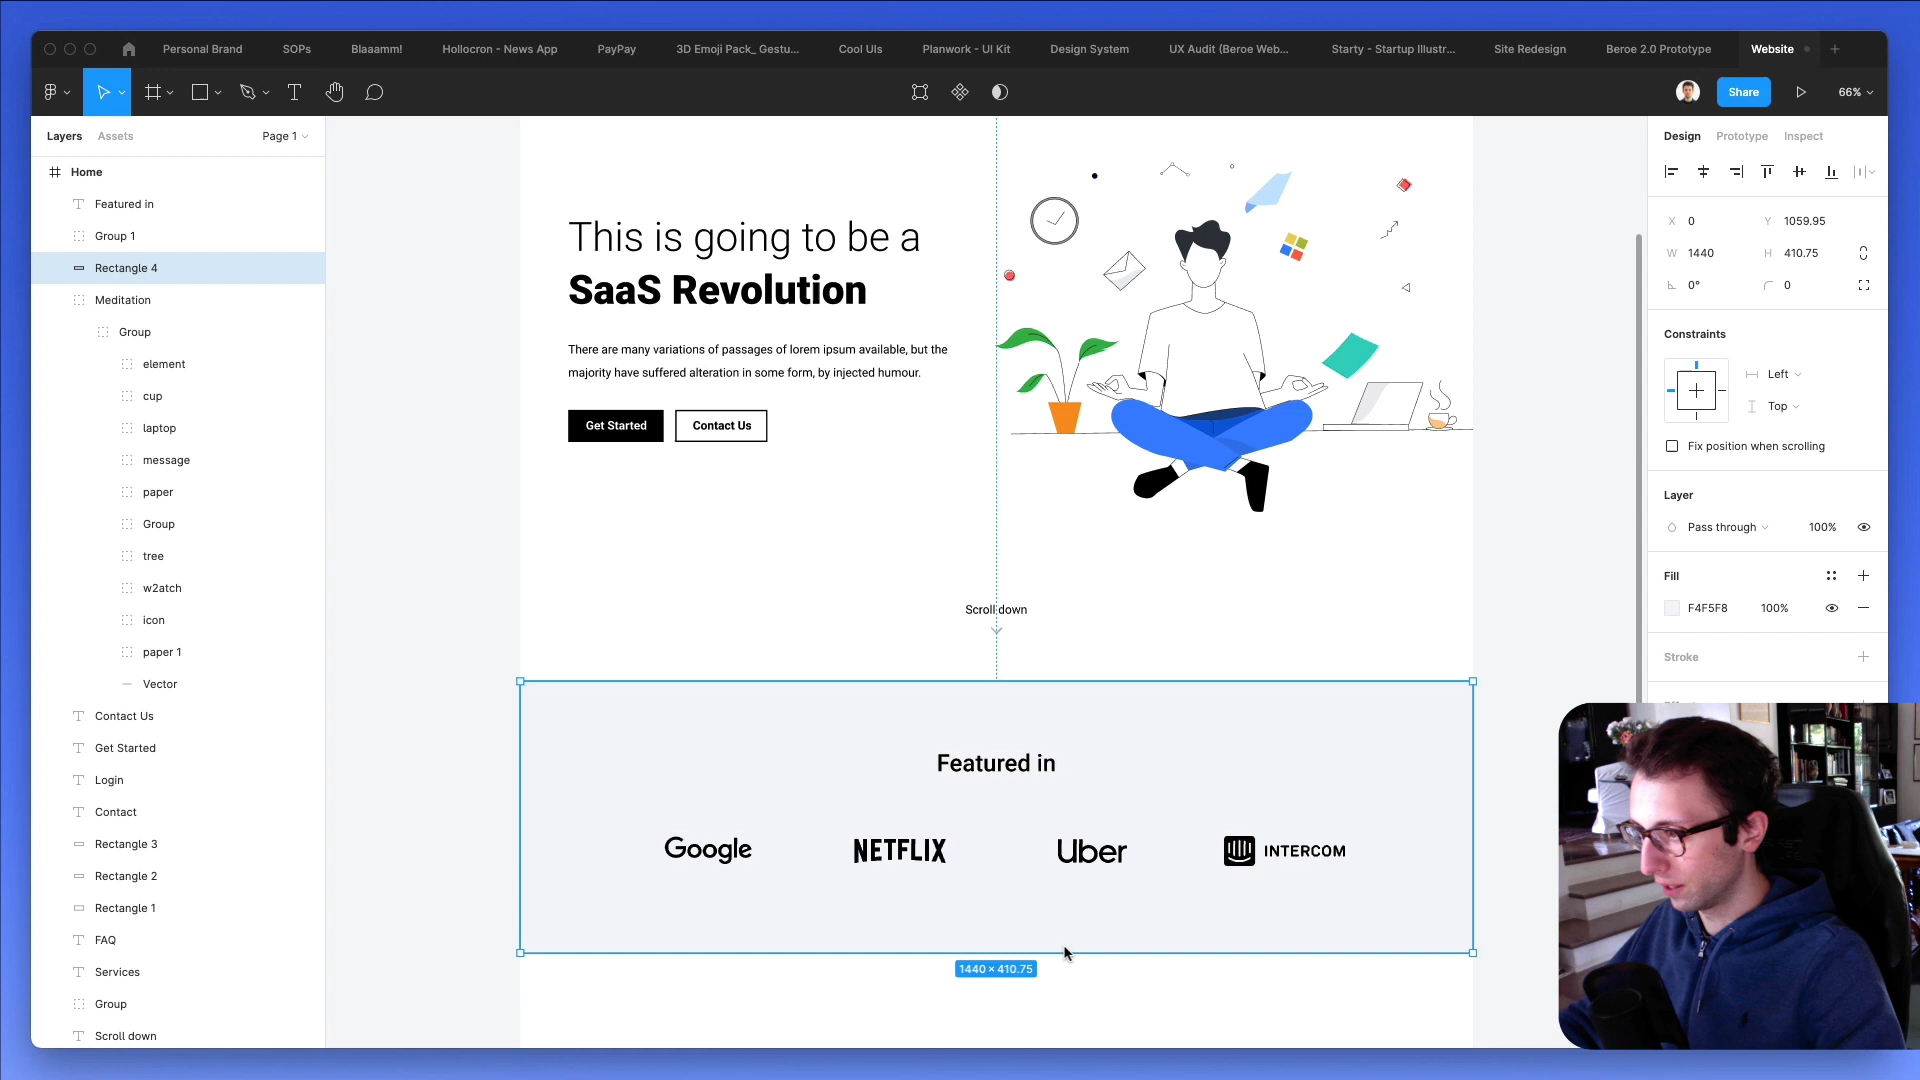 Personal Brand
SOPs
Blaaamm!
Hollocron - News App
PayPay
3D Emoji Pack_ Gestu...
Cool UIs
Planwork - UI Kit
Design System
UX Audit (Beroe Web...
Starty - Startup Illustr...
Site Redesign
Beroe 2.0 Prototype
Website
Share
66%
Layers
Assets
Page 1
Home
Featured in
Group 1
Rectangle 4
Meditation
Group
element
cup
laptop
message
paper
Group
tree
w2atch
icon
paper 1
Vector
Contact Us
Get Started
Login
Contact
Rectangle 3
Rectangle 2
Rectangle 1
FAQ
Services
Group
Scroll down
This is going to be a
SaaS Revolution
There are many variations of passages of lorem ipsum available, but the
majority have suffered alteration in some form, by injected humour.
Get Started
Contact Us
Scroll down
Featured in
Google
NETFLIX
Uber
INTERCOM
1440 × 410.75
Design
Prototype
Inspect
X 0
Y 1059.95
W 1440
H 410.75
0°
0
Constraints
Left
Top
Fix position when scrolling
Layer
Pass through
100%
Fill
F4F5F8
100%
Stroke